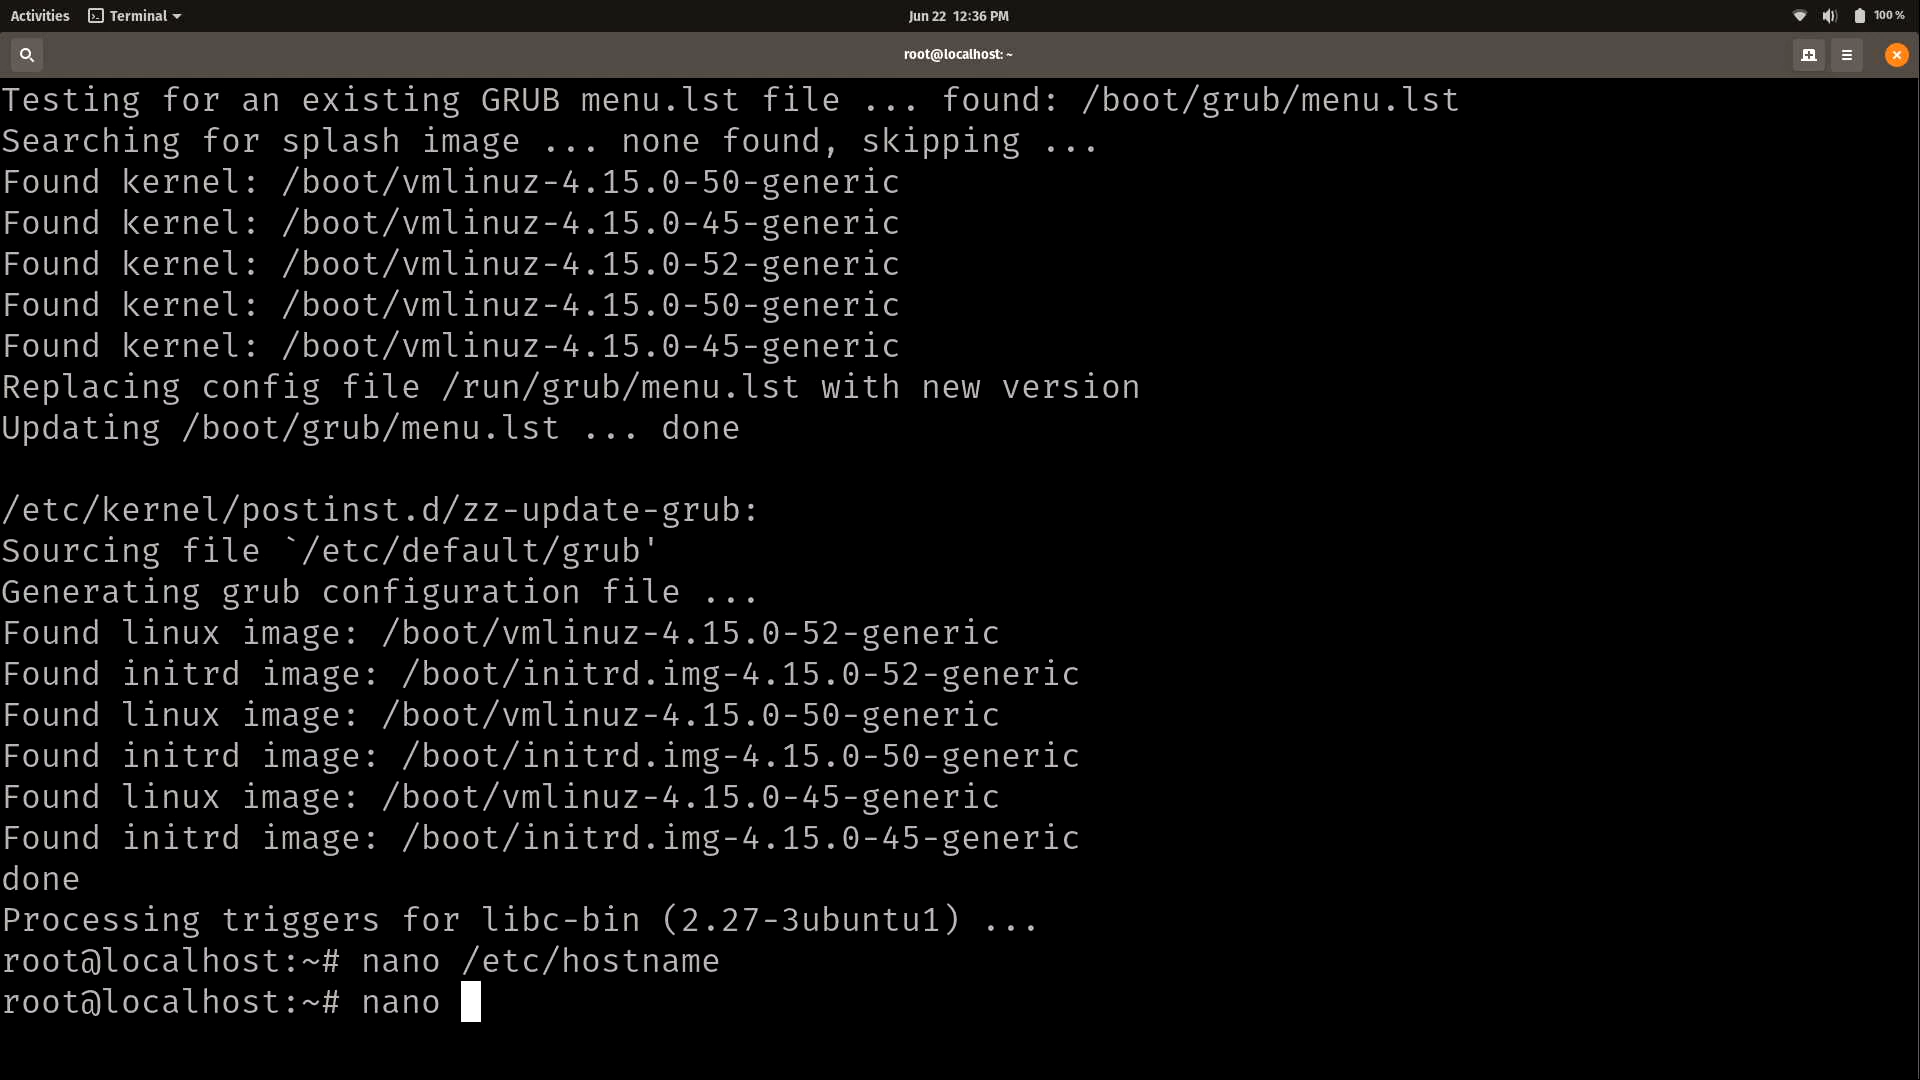 Activities Terminal Jun 22 12:36 PM 100 %
root@localhost: ~
Testing for an existing GRUB menu.lst file ... found: /boot/grub/menu.lst
Searching for splash image ... none found, skipping ...
Found kernel: /boot/vmlinuz-4.15.0-50-generic
Found kernel: /boot/vmlinuz-4.15.0-45-generic
Found kernel: /boot/vmlinuz-4.15.0-52-generic
Found kernel: /boot/vmlinuz-4.15.0-50-generic
Found kernel: /boot/vmlinuz-4.15.0-45-generic
Replacing config file /run/grub/menu.lst with new version
Updating /boot/grub/menu.lst ... done
/etc/kernel/postinst.d/zz-update-grub:
Sourcing file `/etc/default/grub'
Generating grub configuration file ...
Found linux image: /boot/vmlinuz-4.15.0-52-generic
Found initrd image: /boot/initrd.img-4.15.0-52-generic
Found linux image: /boot/vmlinuz-4.15.0-50-generic
Found initrd image: /boot/initrd.img-4.15.0-50-generic
Found linux image: /boot/vmlinuz-4.15.0-45-generic
Found initrd image: /boot/initrd.img-4.15.0-45-generic
done
Processing triggers for libc-bin (2.27-3ubuntu1) ...
root@localhost:~# nano /etc/hostname
root@localhost:~# nano